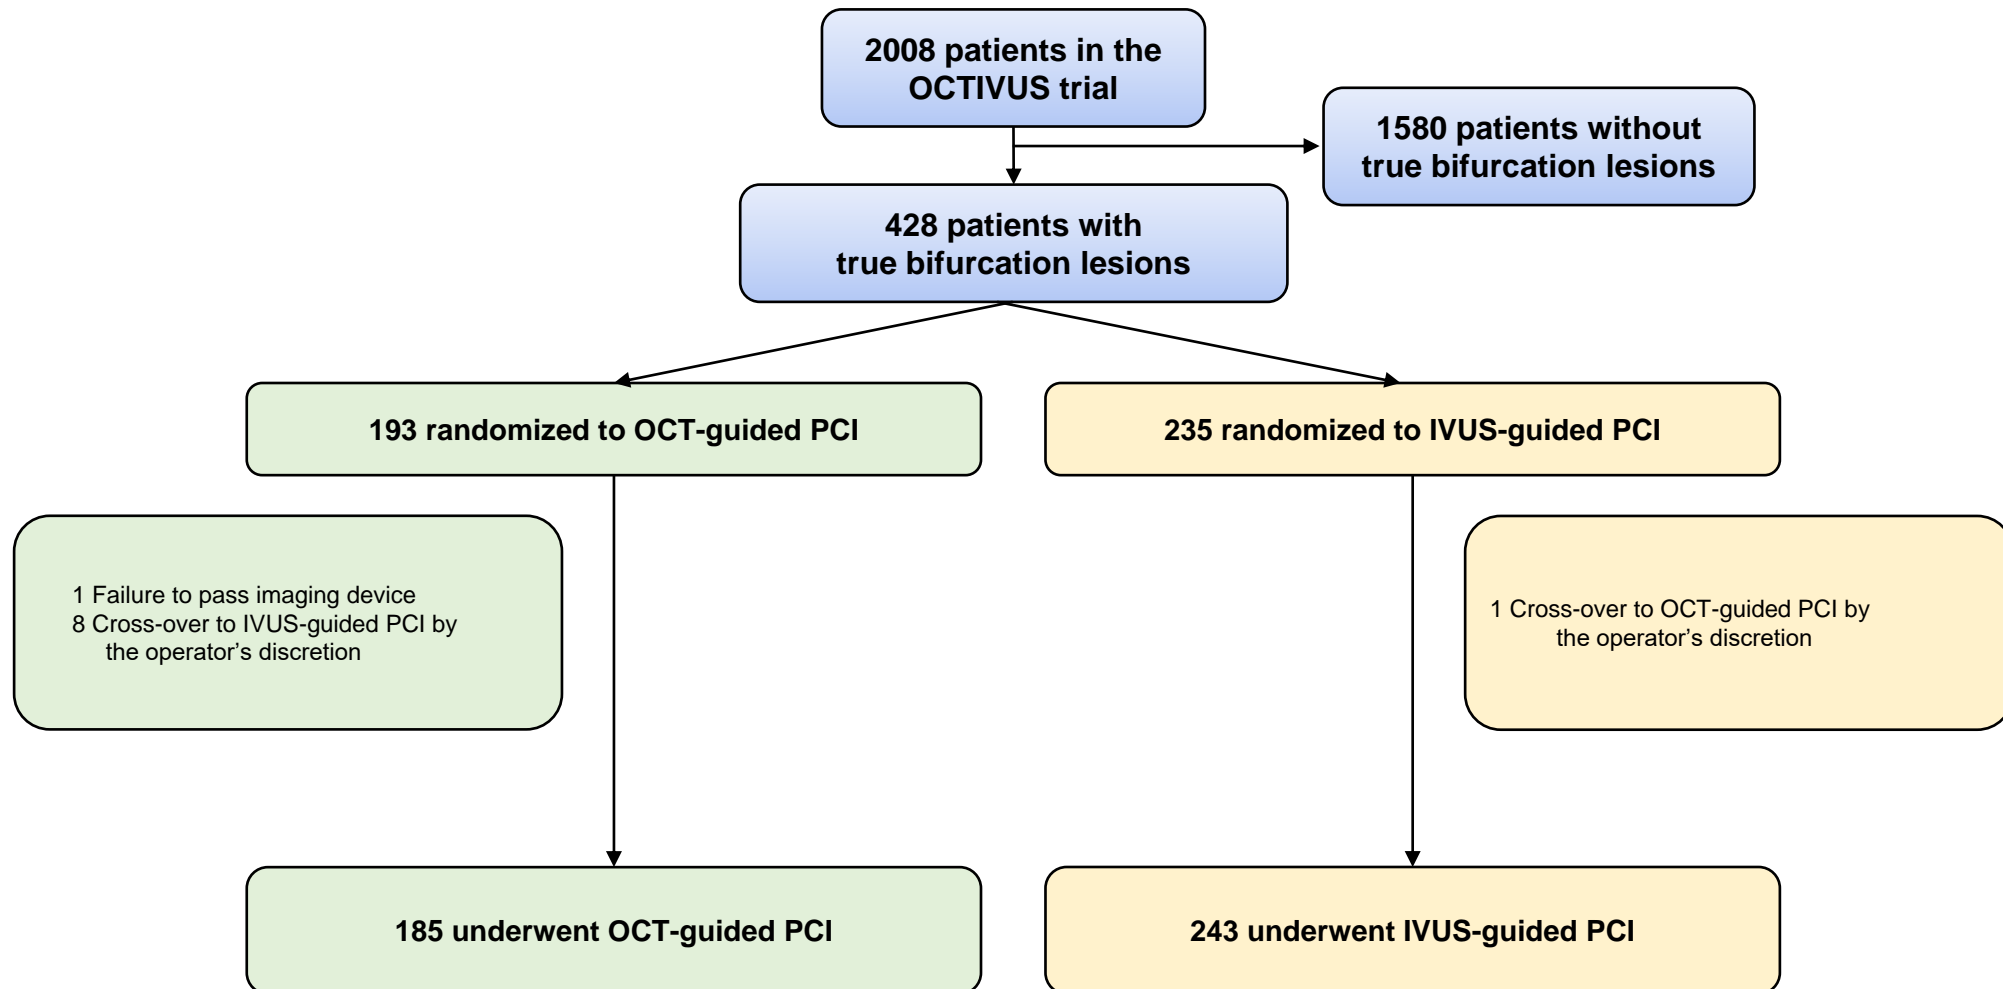 2008 patients in the
OCTIVUS trial
1580 patients without
true bifurcation lesions
428 patients with
true bifurcation lesions
193 randomized to OCT-guided PCI
235 randomized to IVUS-guided PCI
1 Failure to pass imaging device
8 Cross-over to IVUS-guided PCI by
the operator’s discretion
1 Cross-over to OCT-guided PCI by
the operator’s discretion
185 underwent OCT-guided PCI
243 underwent IVUS-guided PCI